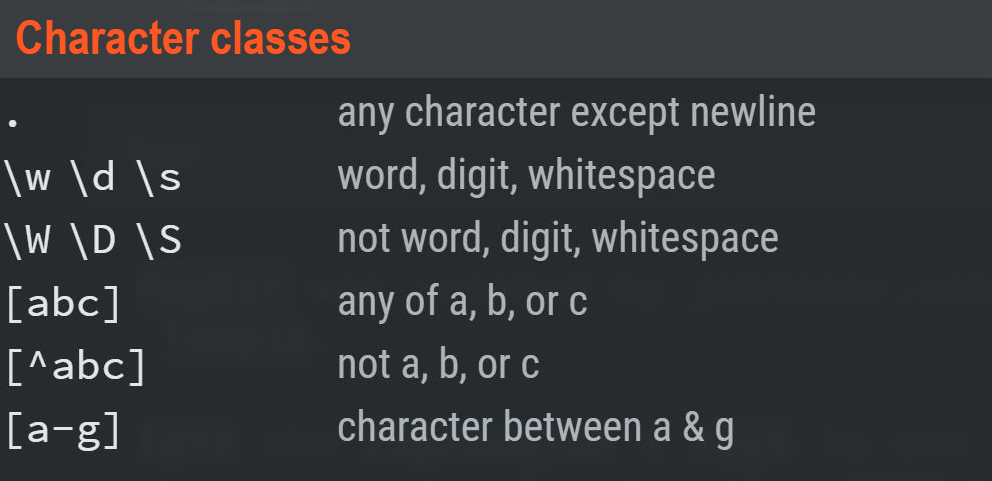 Character classes
. any character except newline
\w \d \s word, digit, whitespace
\W \D \S not word, digit, whitespace
[abc] any of a, b, or c
[^abc] not a, b, or c
[a-g] character between a & g